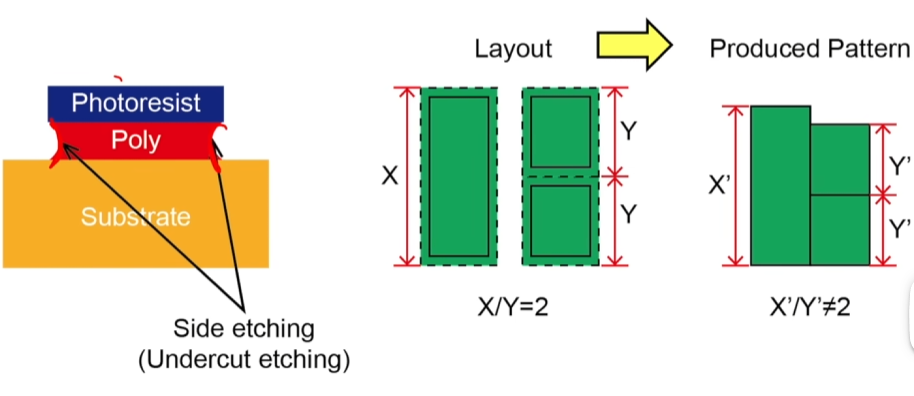 Layout
Produced Pattern
Photoresist
Poly
Substrate
Side etching
(Undercut etching)
X
Y
Y
X/Y=2
X'
Y'
Y'
X'/Y'≠2